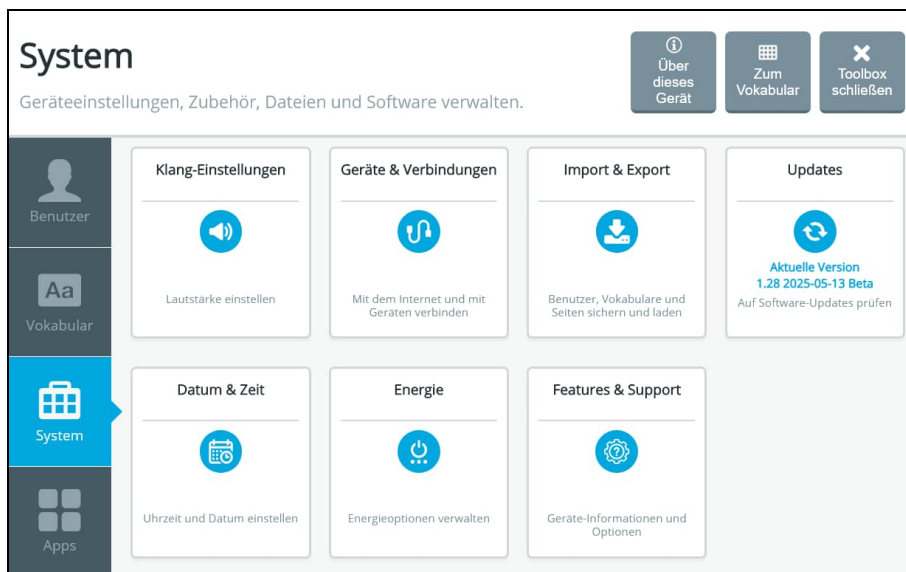 System
Geräteeinstellungen, Zubehör, Dateien und Software verwalten.
Über
dieses
Gerät
Zum
Vokabular
Toolbox
schließen
Benutzer
Aa
Vokabular
System
Apps
Klang-Einstellungen
Lautstärke einstellen
Geräte & Verbindungen
Mit dem Internet und mit
Geräten verbinden
Import & Export
Benutzer, Vokabulare und
Seiten sichern und laden
Updates
Aktuelle Version
1.28 2025-05-13 Beta
Auf Software-Updates prüfen
Datum & Zeit
Uhrzeit und Datum einstellen
Energie
Energieoptionen verwalten
Features & Support
Geräte-Informationen und
Optionen